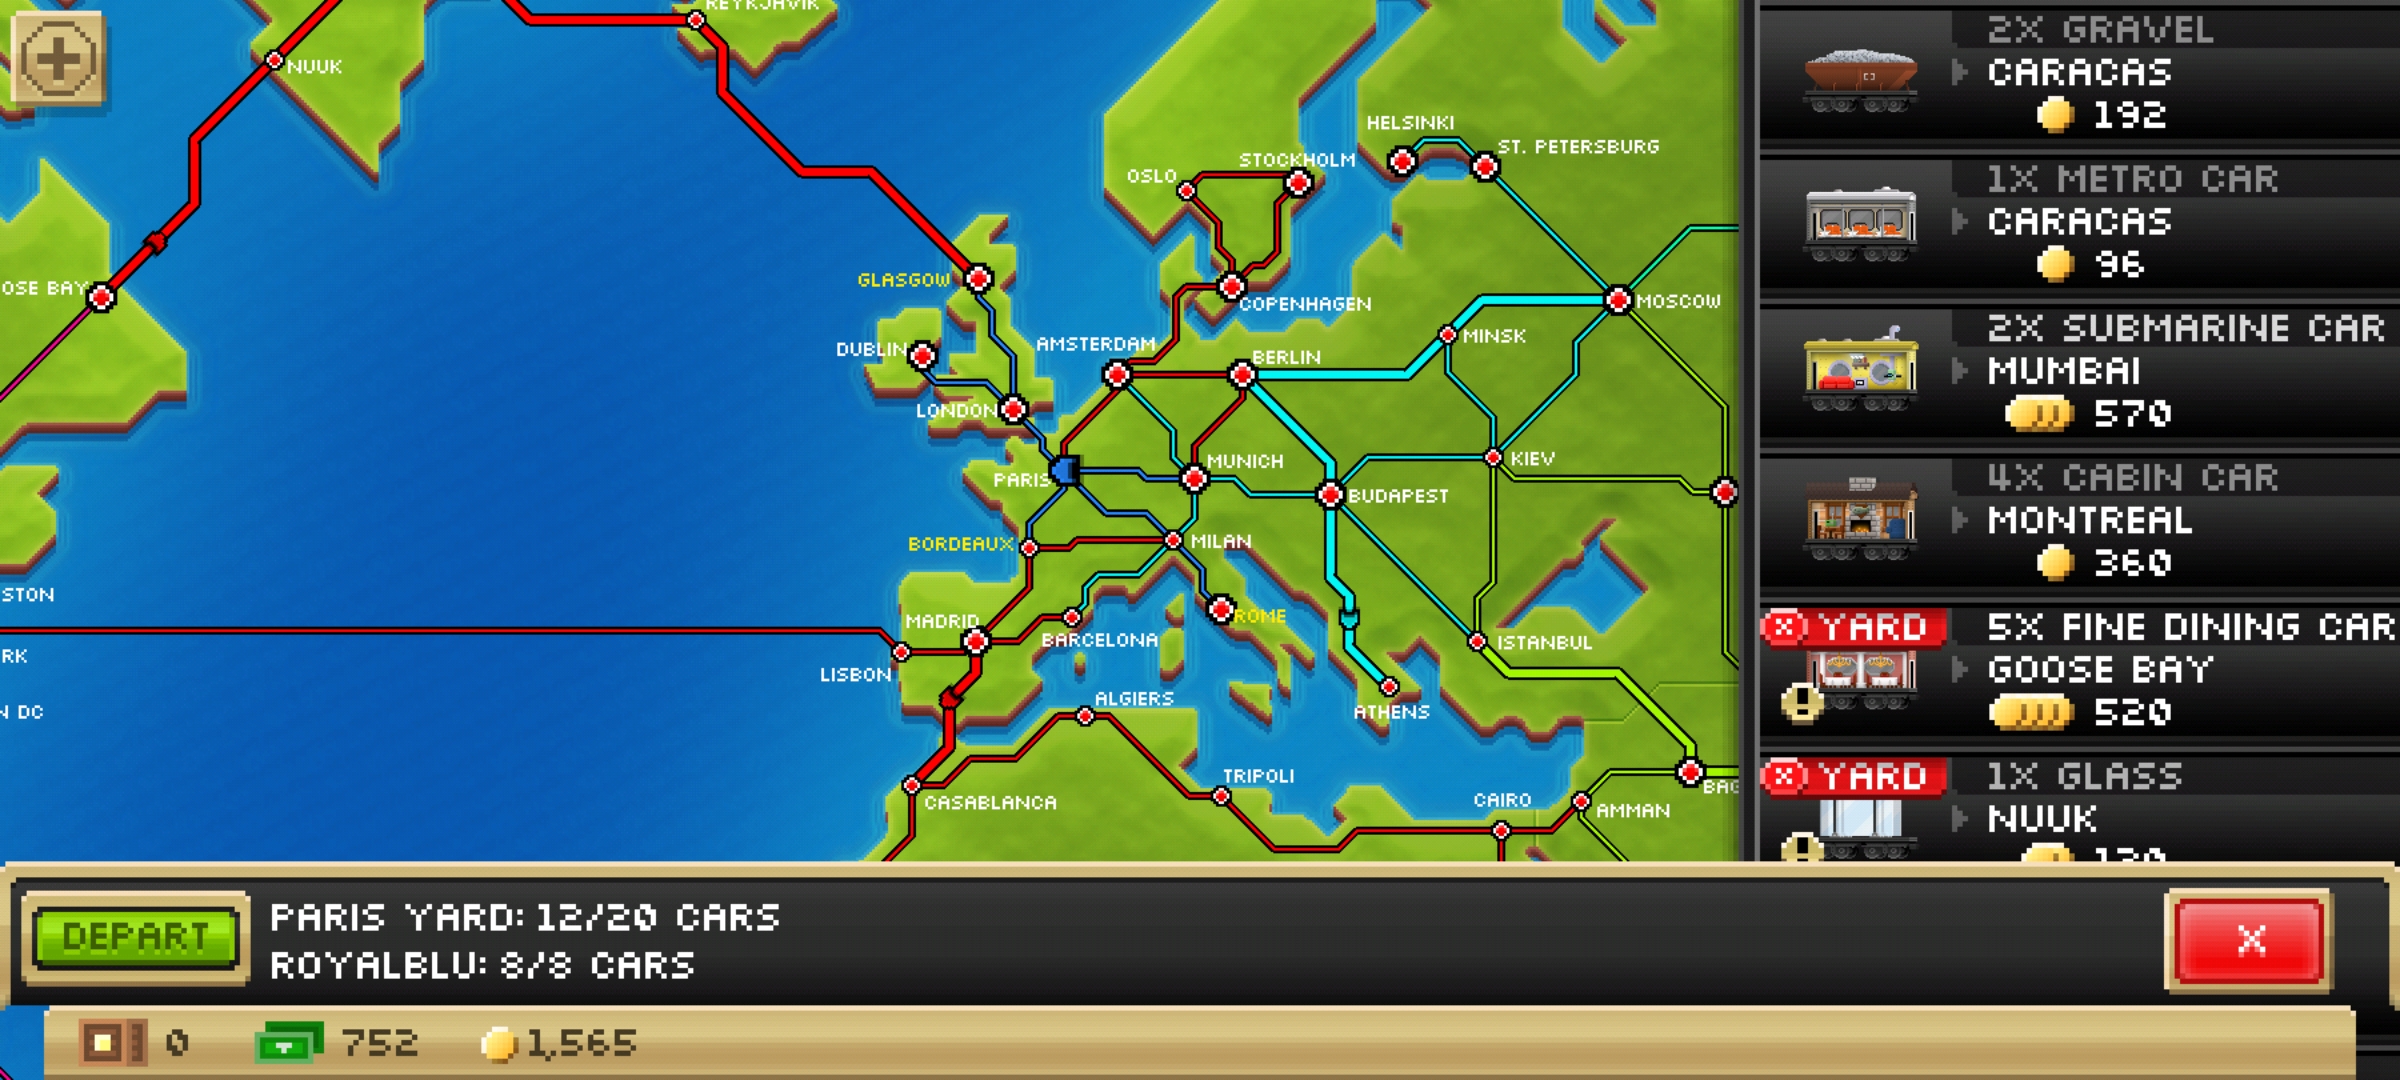 REYKJAVIK
NUUK
OSE BAY
STON
RK
N DC
GLASGOW
DUBLIN
LONDON
OSLO
STOCKHOLM
COPENHAGEN
HELSINKI
ST. PETERSBURG
AMSTERDAM
BERLIN
MINSK
MOSCOW
PARIS
MUNICH
BUDAPEST
KIEV
BORDEAUX
MILAN
ROME
MADRID
BARCELONA
LISBON
ISTANBUL
ATHENS
ALGIERS
TRIPOLI
CASABLANCA
CAIRO
AMMAN
BAG
2X GRAVEL
CARACAS
192
1X METRO CAR
CARACAS
96
2X SUBMARINE CAR
MUMBAI
570
4X CABIN CAR
MONTREAL
360
X YARD
5X FINE DINING CAR
GOOSE BAY
520
X YARD
1X GLASS
NUUK
DEPART
PARIS YARD: 12/20 CARS
ROYALBLU: 8/8 CARS
X
0
752
1,565